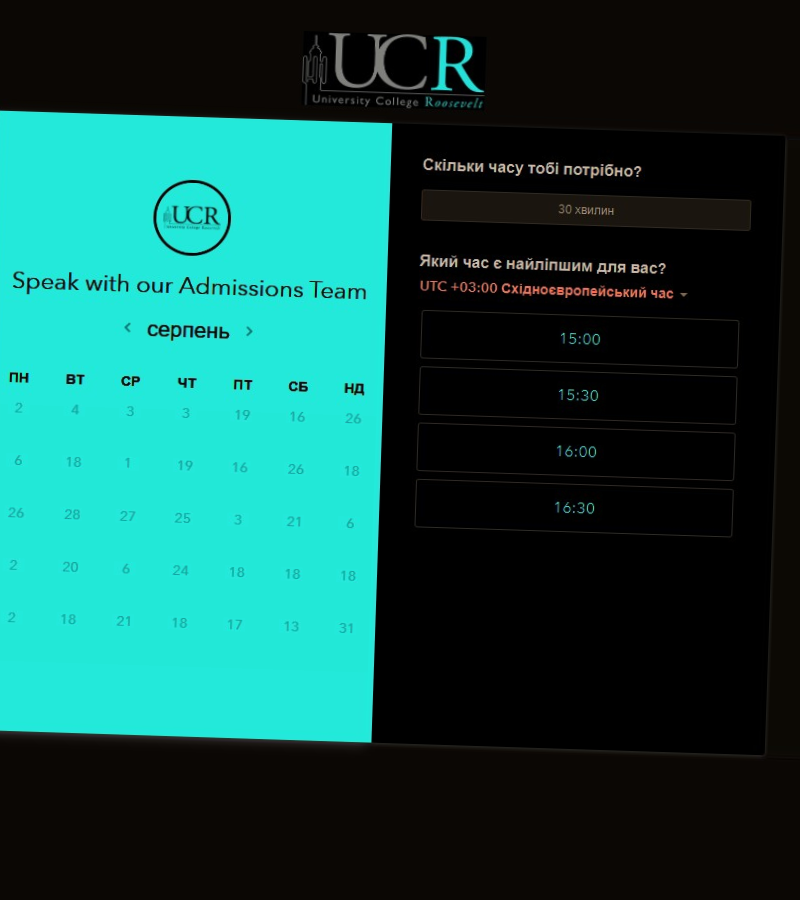 UCR
University College Roosevelt
UCR
Speak with our Admissions Team
серпень
ПН ВТ СР ЧТ ПТ СБ НД
2 4 3 3 19 16 26
6 18 1 19 16 26 18
26 28 27 25 3 21 6
2 20 6 24 18 18 18
2 18 21 18 17 13 31
Скільки часу тобі потрібно?
30 хвилин
Який час є найліпшим для вас?
UTC +03:00 Східноєвропейський час
15:00
15:30
16:00
16:30